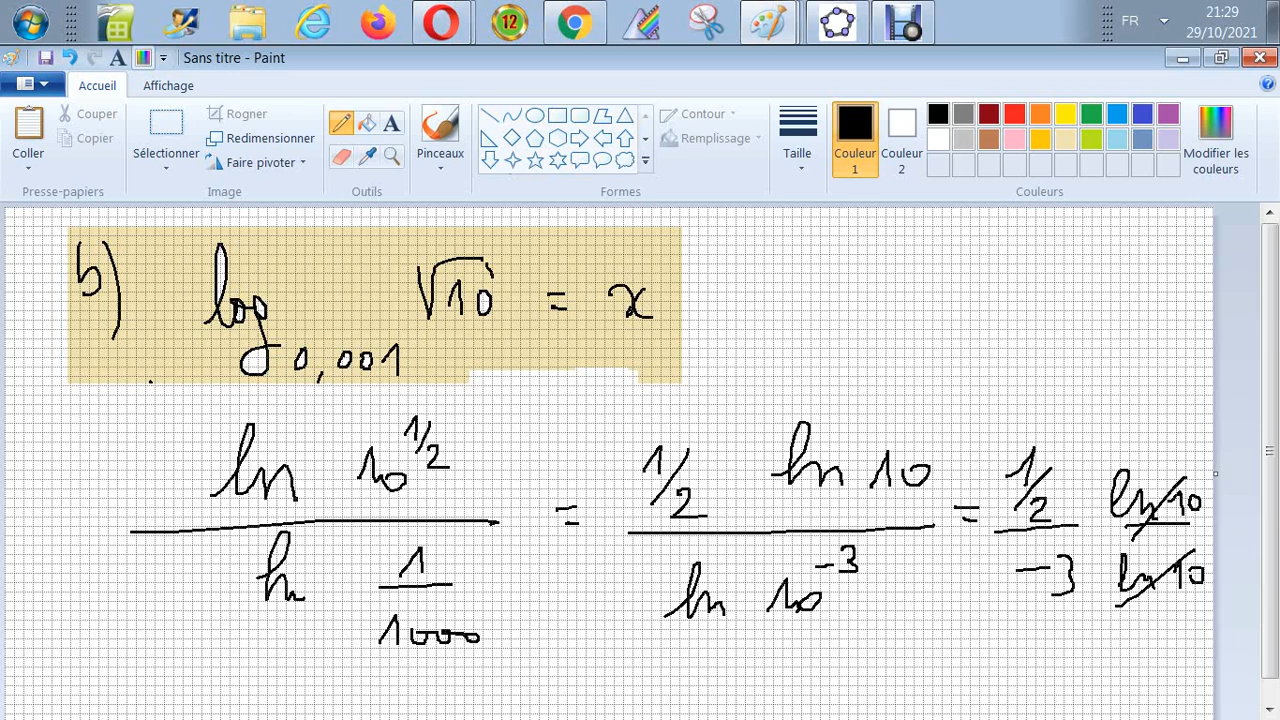 12
FR
21:29
29/10/2021
Sans titre - Paint
Accueil Affichage
Coller
Couper
Copier
Presse-papiers
Sélectionner
Rogner
Redimensionner
Faire pivoter
Image
A
Outils
Pinceaux
Contour
Remplissage
Formes
Taille
Couleur 1
Couleur 2
Modifier les couleurs
Couleurs
b) log 0,001 √10 = x
ln 10^1/2 / ln 1/1000 = 1/2 ln 10 / ln 10^-3 = 1/2 / -3 ln 10 / ln 10